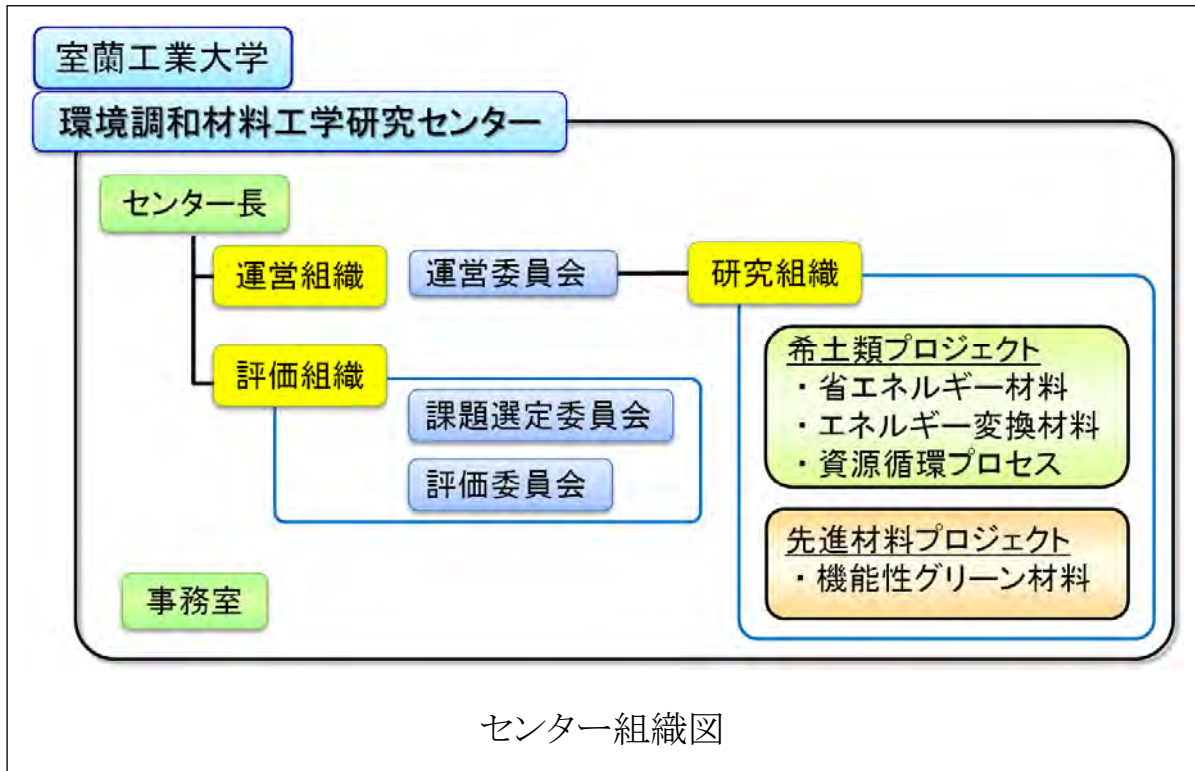 室蘭工業大学
環境調和材料工学研究センター
センター長
運営組織
運営委員会
研究組織
評価組織
課題選定委員会
評価委員会
希土類プロジェクト
・省エネルギー材料
・エネルギー変換材料
・資源循環プロセス
先進材料プロジェクト
・機能性グリーン材料
事務室
センター組織図